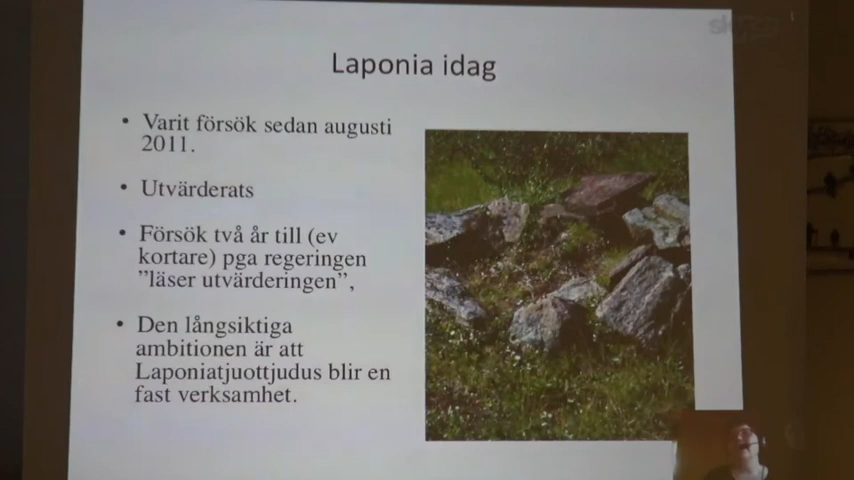 skype
Laponia idag
• Varit försök sedan augusti
2011.
• Utvärderats
• Försök två år till (ev
kortare) pga regeringen
”läser utvärderingen”,
• Den långsiktiga
ambitionen är att
Laponiatjuottjudus blir en
fast verksamhet.